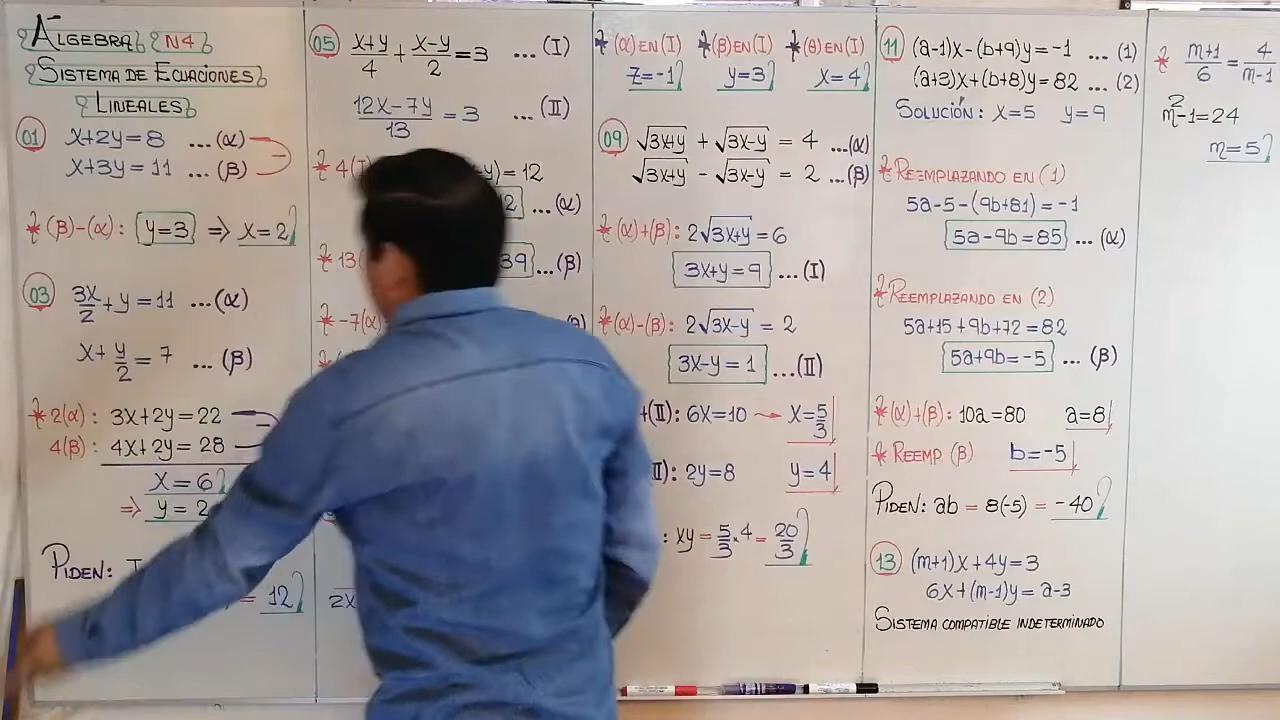 ÁLGEBRA N4
SISTEMA DE ECUACIONES
LINEALES
01 x+2y=8 ...(α)
x+3y=11 ...(β)
* (β)-(α): y=3 ⇒ x=2
03 3x/2+y=11 ...(α)
x+y/2=7 ...(β)
* 2(α): 3x+2y=22
4(β): 4x+2y=28
x=6
⇒ y=2
PIDEN:
= 12
05 x+y/4+x-y/2=3 ...(I)
12x-7y/13=3 ...(II)
* 4(I) y)=12
...(α)
* 13( 39 ...(β)
* -7(α)
2x
* (α)EN(I) * (β)EN(I) * (θ)EN(I)
z=-1 y=3 x=4
09 √3x+y + √3x-y = 4 ...(α)
√3x+y - √3x-y = 2 ...(β)
* (α)+(β): 2√3x+y=6
3x+y=9 ...(I)
* (α)-(β): 2√3x-y = 2
3x-y=1 ...(II)
+(II): 6x=10 → x=5/3
II): 2y=8 y=4
: xy=5/3×4=20/3
11 (a-1)x-(b+9)y=-1 ... (1)
(a+3)x+(b+8)y=82 ... (2)
SOLUCIÓN: x=5 y=9
* REEMPLAZANDO EN (1)
5a-5-(9b+81)=-1
5a-9b=85 ...(α)
* REEMPLAZANDO EN (2)
5a+15+9b+72=82
5a+9b=-5 ...(β)
* (α)+(β): 10a=80 a=8
* REEMP. (β) b=-5
PIDEN: ab = 8(-5) = -40
13 (m+1)x+4y=3
6x+(m-1)y=a-3
SISTEMA COMPATIBLE INDETERMINADO
* m+1/6=4/m-1
m²-1=24
m=5